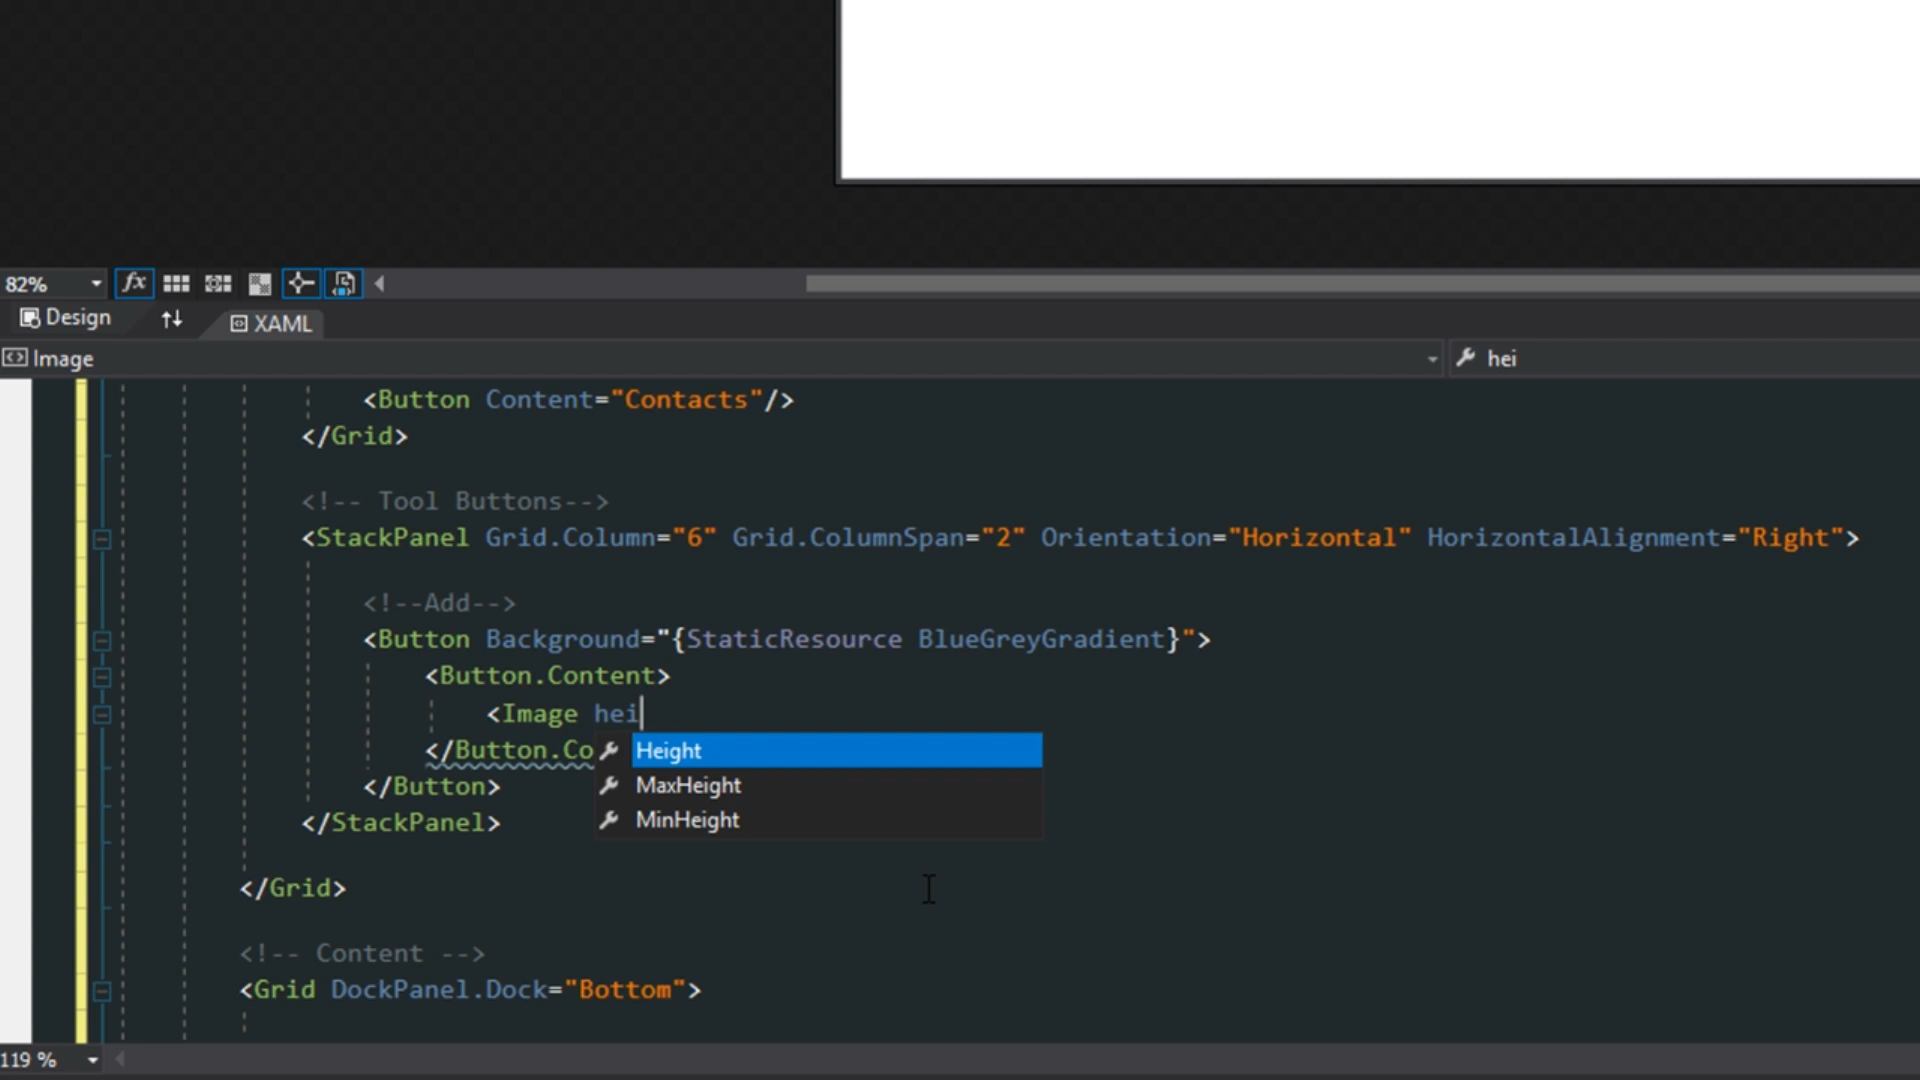 82%
fx
Design
XAML
Image
hei
<Button Content="Contacts"/>
</Grid>
<!-- Tool Buttons-->
<StackPanel Grid.Column="6" Grid.ColumnSpan="2" Orientation="Horizontal" HorizontalAlignment="Right">
<!--Add-->
<Button Background="{StaticResource BlueGreyGradient}">
<Button.Content>
<Image hei
</Button.Co
Height
MaxHeight
MinHeight
</Button>
</StackPanel>
</Grid>
<!-- Content -->
<Grid DockPanel.Dock="Bottom">
119 %